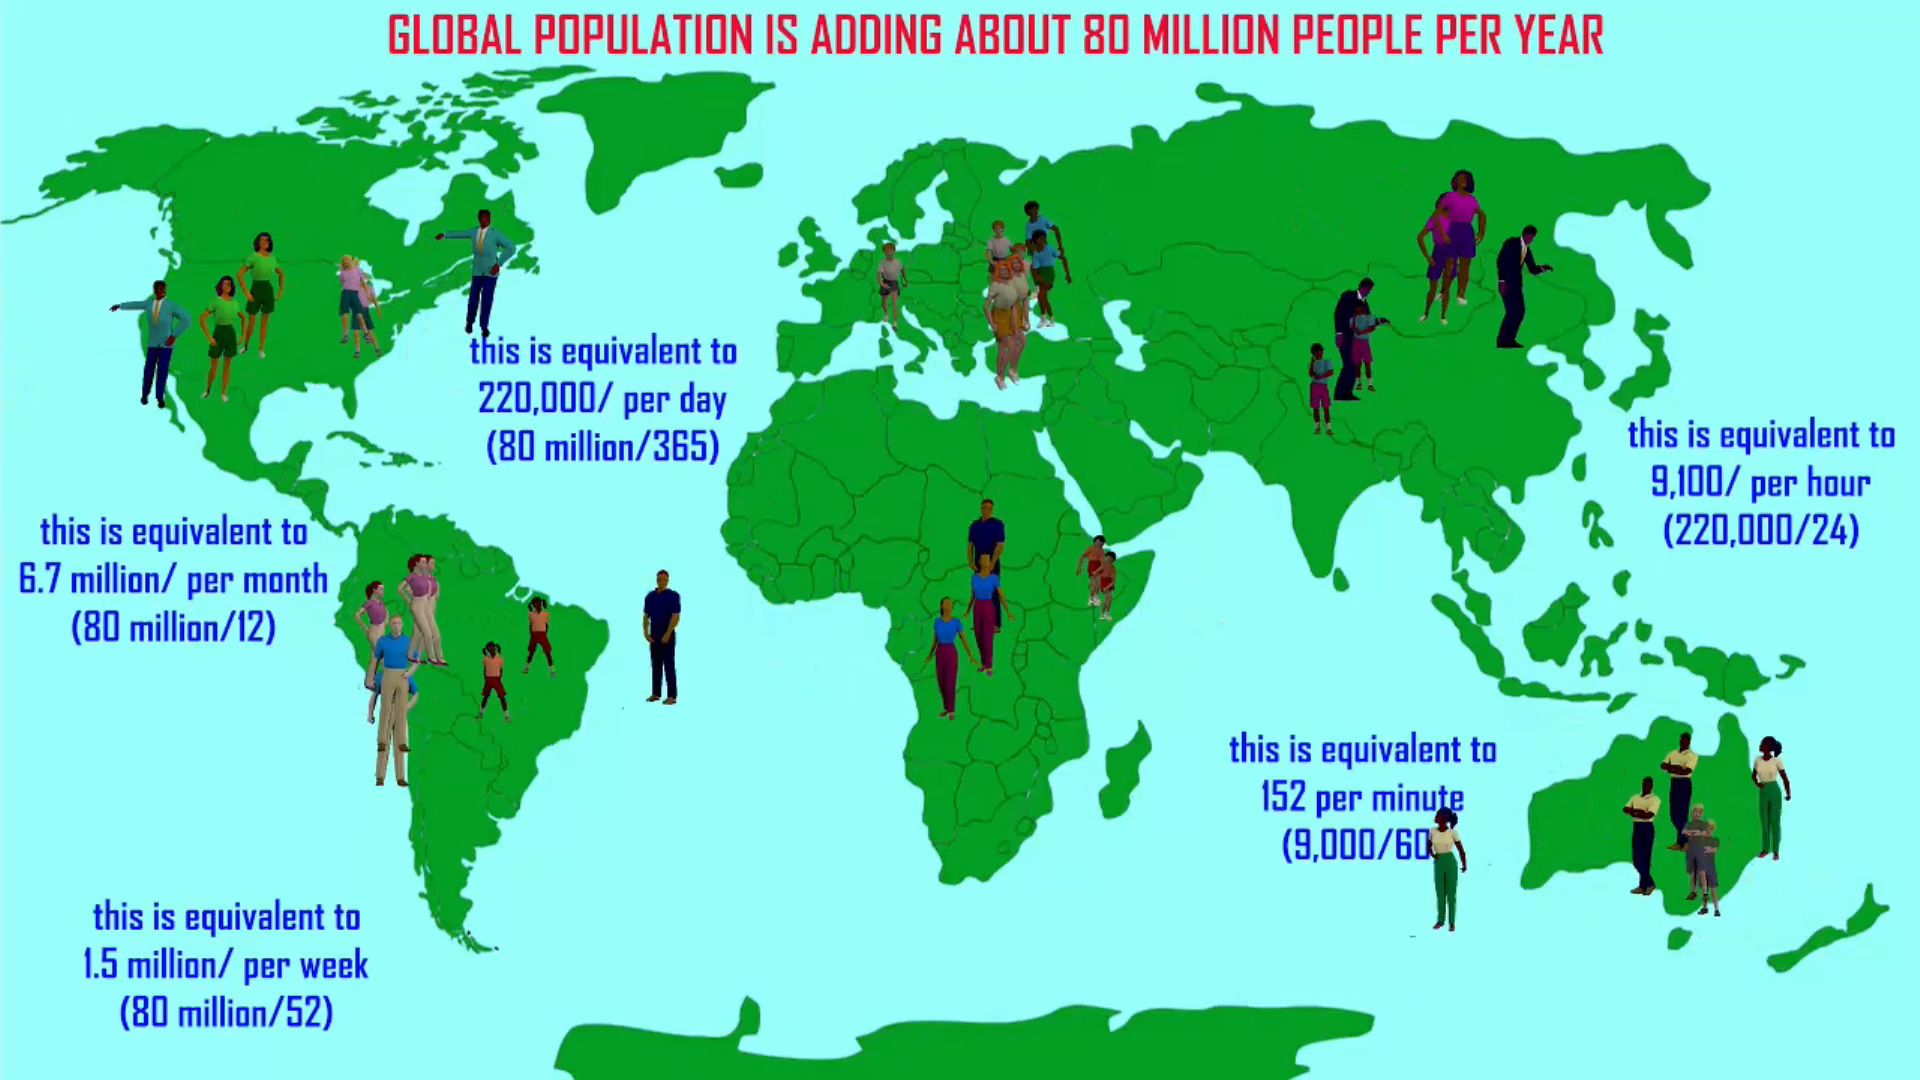 GLOBAL POPULATION IS ADDING ABOUT 80 MILLION PEOPLE PER YEAR
this is equivalent to
220,000/ per day
(80 million/365)
this is equivalent to
9,100/ per hour
(220,000/24)
this is equivalent to
6.7 million/ per month
(80 million/12)
this is equivalent to
152 per minute
(9,000/60
this is equivalent to
1.5 million/ per week
(80 million/52)